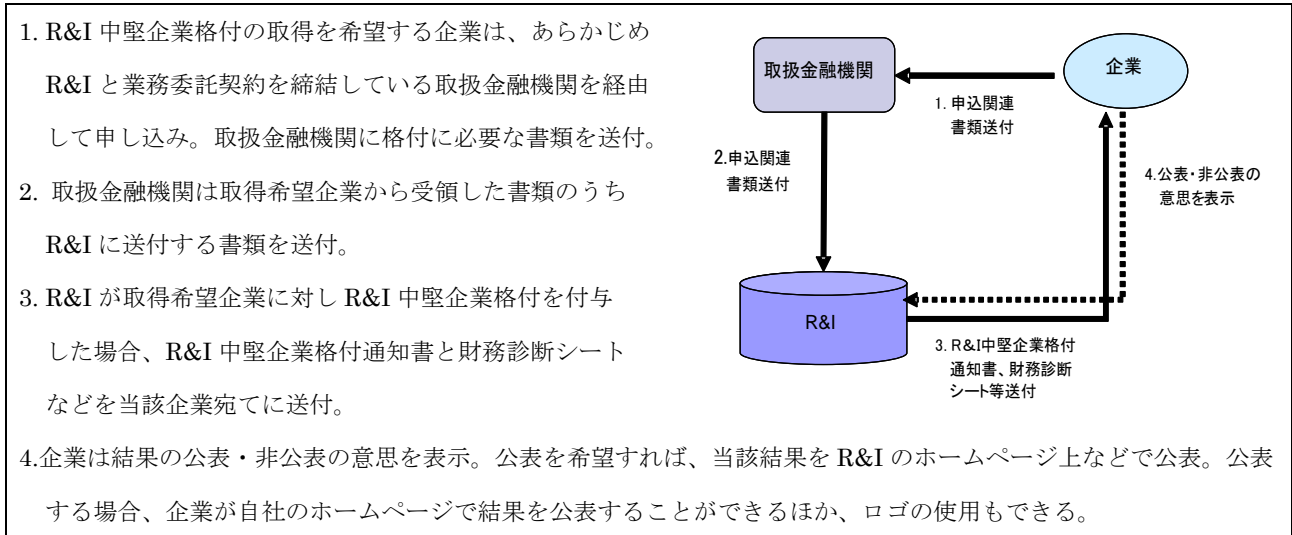 1. R&I 中堅企業格付の取得を希望する企業は、あらかじめ
R&I と業務委託契約を締結している取扱金融機関を経由
して申し込み。取扱金融機関に格付に必要な書類を送付。
2. 取扱金融機関は取得希望企業から受領した書類のうち
R&I に送付する書類を送付。
3. R&I が取得希望企業に対し R&I 中堅企業格付を付与
した場合、R&I 中堅企業格付通知書と財務診断シート
などを当該企業宛てに送付。
4.企業は結果の公表・非公表の意思を表示。公表を希望すれば、当該結果を R&I のホームページ上などで公表。公表
する場合、企業が自社のホームページで結果を公表することができるほか、ロゴの使用もできる。
取扱金融機関
企業
1. 申込関連
書類送付
2.申込関連
書類送付
4.公表・非公表の
意思を表示
R&I
3. R&I中堅企業格付
通知書、財務診断
シート等送付